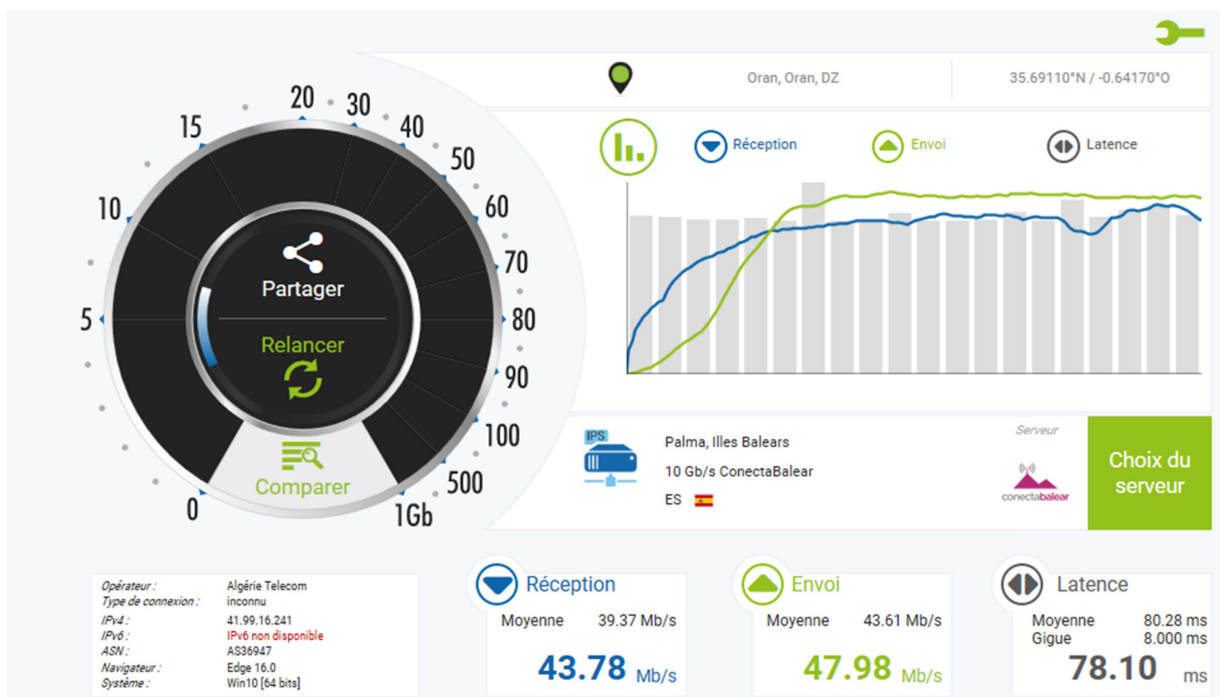 Oran, Oran, DZ
35.69110°N / -0.64170°O
Réception
Envoi
Latence
0
5
10
15
20
30
40
50
60
70
80
90
100
500
1Gb
Partager
Relancer
Comparer
IPS
Palma, Illes Balears
10 Gb/s ConectaBalear
ES
Serveur
conectabalear
Choix du
serveur
Opérateur : Algérie Telecom
Type de connexion : inconnu
IPv4 : 41.99.16.241
IPv6 : IPv6 non disponible
ASN : AS36947
Navigateur : Edge 16.0
Système : Win10 [64 bits]
Réception
Moyenne 39.37 Mb/s
43.78 Mb/s
Envoi
Moyenne 43.61 Mb/s
47.98 Mb/s
Latence
Moyenne 80.28 ms
Gigue 8.000 ms
78.10 ms